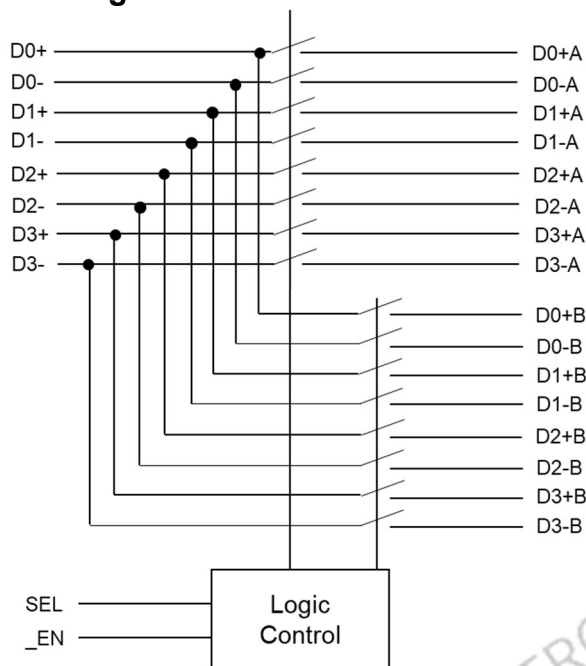 D0+
D0+A
D0-
D0-A
D1+
D1+A
D1-
D1-A
D2+
D2+A
D2-
D2-A
D3+
D3+A
D3-
D3-A
D0+B
D0-B
D1+B
D1-B
D2+B
D2-B
D3+B
D3-B
SEL
_EN
Logic
Control